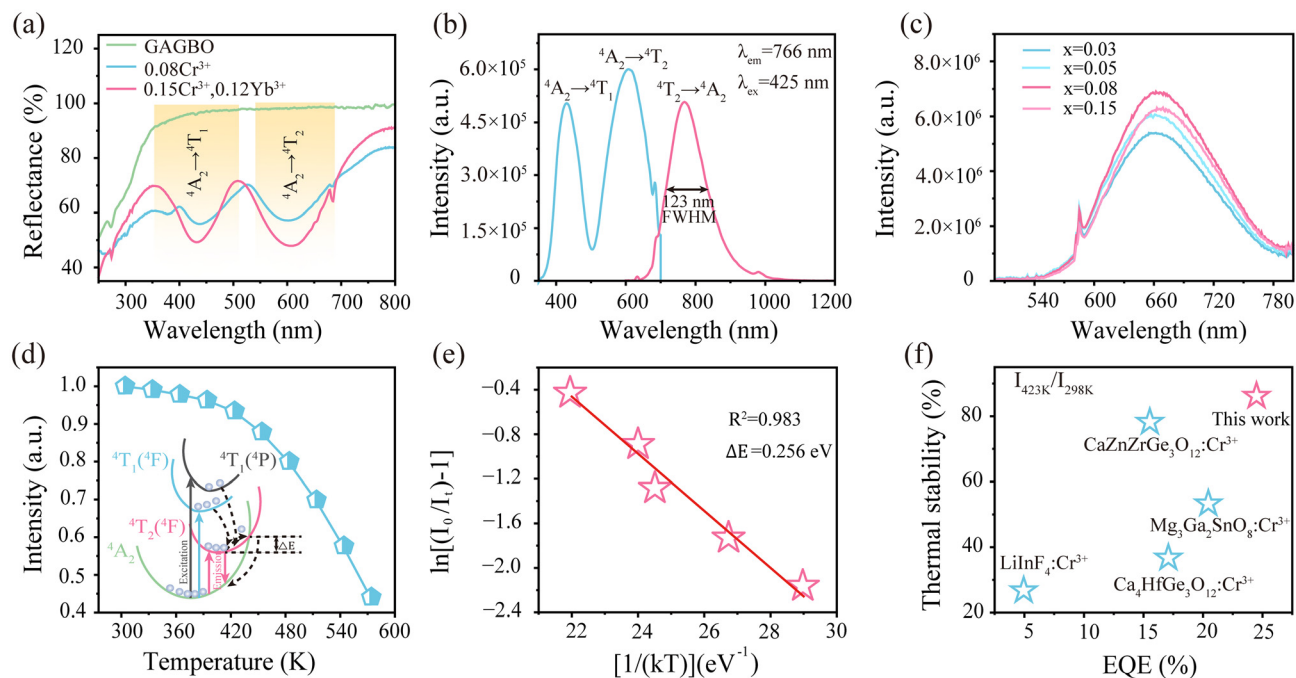 (a)
120
100
80
60
40
Reflectance (%)
GAGBO
0.08Cr³⁺
0.15Cr³⁺,0.12Yb³⁺
⁴A₂→⁴T₁
⁴A₂→⁴T₂
300 400 500 600 700 800
Wavelength (nm)
(b)
6.0×10⁵
4.5×10⁵
3.0×10⁵
1.5×10⁵
0
Intensity (a.u.)
⁴A₂→⁴T₂
⁴A₂→⁴T₁
⁴T₂→⁴A₂
λem=766 nm
λex=425 nm
123 nm
FWHM
400 600 800 1000 1200
Wavelength (nm)
(c)
8.0×10⁶
6.0×10⁶
4.0×10⁶
2.0×10⁶
0
Intensity (a.u.)
x=0.03
x=0.05
x=0.08
x=0.15
540 600 660 720 780
Wavelength (nm)
(d)
1.0
0.9
0.8
0.7
0.6
0.5
0.4
Intensity (a.u.)
⁴T₁(⁴F)
⁴T₁(⁴P)
⁴T₂(⁴F)
⁴A₂
ΔE
Excitation
Emission
300 360 420 480 540 600
Temperature (K)
(e)
−0.4
−0.8
−1.2
−1.6
−2.0
−2.4
ln[(I₀/Iₜ)-1]
R²=0.983
ΔE=0.256 eV
22 24 26 28 30
[1/(kT)](eV⁻¹)
(f)
80
60
40
20
Thermal stability (%)
I₄₂₃K/I₂₉₈K
This work
CaZnZrGe₃O₁₂:Cr³⁺
Mg₃Ga₂SnO₈:Cr³⁺
LiInF₄:Cr³⁺
Ca₄HfGe₃O₁₂:Cr³⁺
5 10 15 20 25
EQE (%)